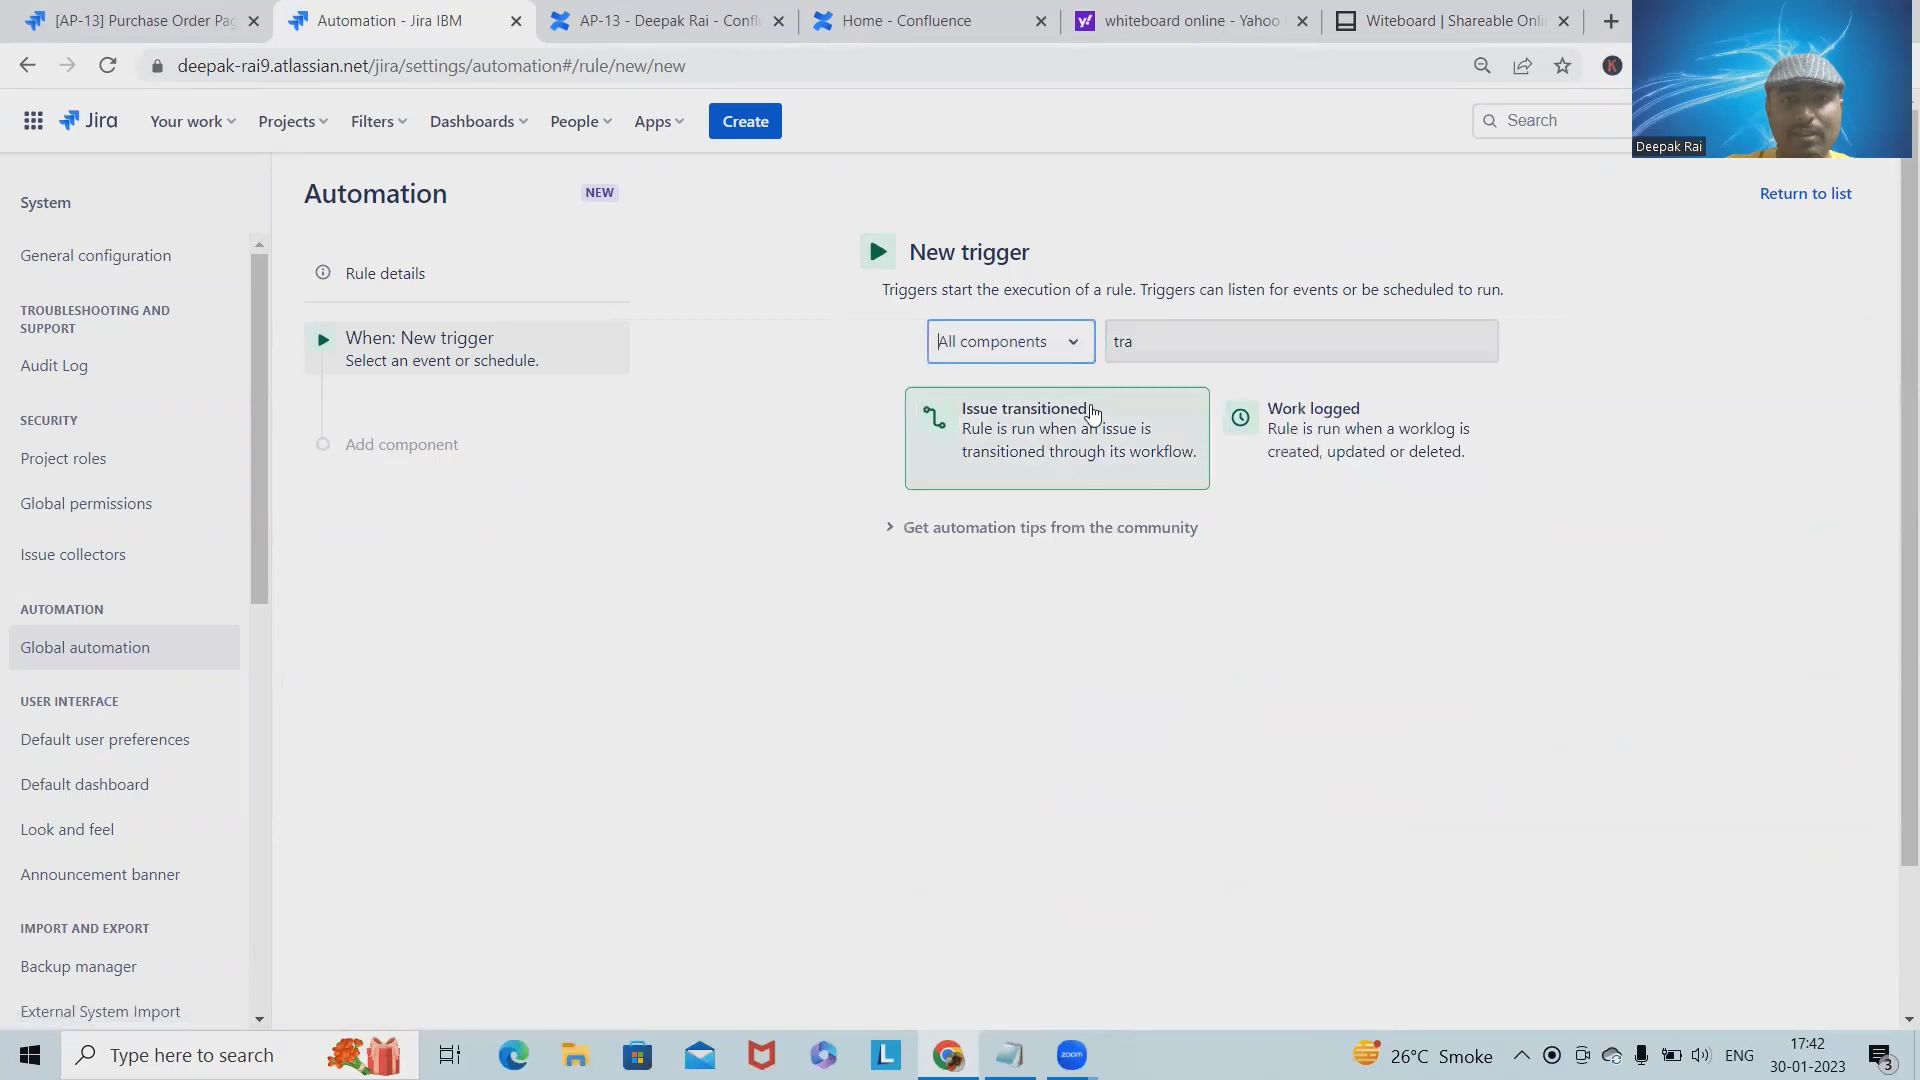 [AP-13] Purchase Order Pag
Automation - Jira IBM
AP-13 - Deepak Rai - Conflu
Home - Confluence
whiteboard online - Yahoo
Witeboard | Shareable Onli
deepak-rai9.atlassian.net/jira/settings/automation#/rule/new/new
K
Deepak Rai
Jira
Your work
Projects
Filters
Dashboards
People
Apps
Create
Search
System
General configuration
TROUBLESHOOTING AND
SUPPORT
Audit Log
SECURITY
Project roles
Global permissions
Issue collectors
AUTOMATION
Global automation
USER INTERFACE
Default user preferences
Default dashboard
Look and feel
Announcement banner
IMPORT AND EXPORT
Backup manager
External System Import
Automation
NEW
Return to list
Rule details
When: New trigger
Select an event or schedule.
Add component
New trigger
Triggers start the execution of a rule. Triggers can listen for events or be scheduled to run.
All components
tra
Issue transitioned
Rule is run when an issue is
transitioned through its workflow.
Work logged
Rule is run when a worklog is
created, updated or deleted.
Get automation tips from the community
Type here to search
L
zoom
26°C Smoke
ENG
17:42
30-01-2023
3